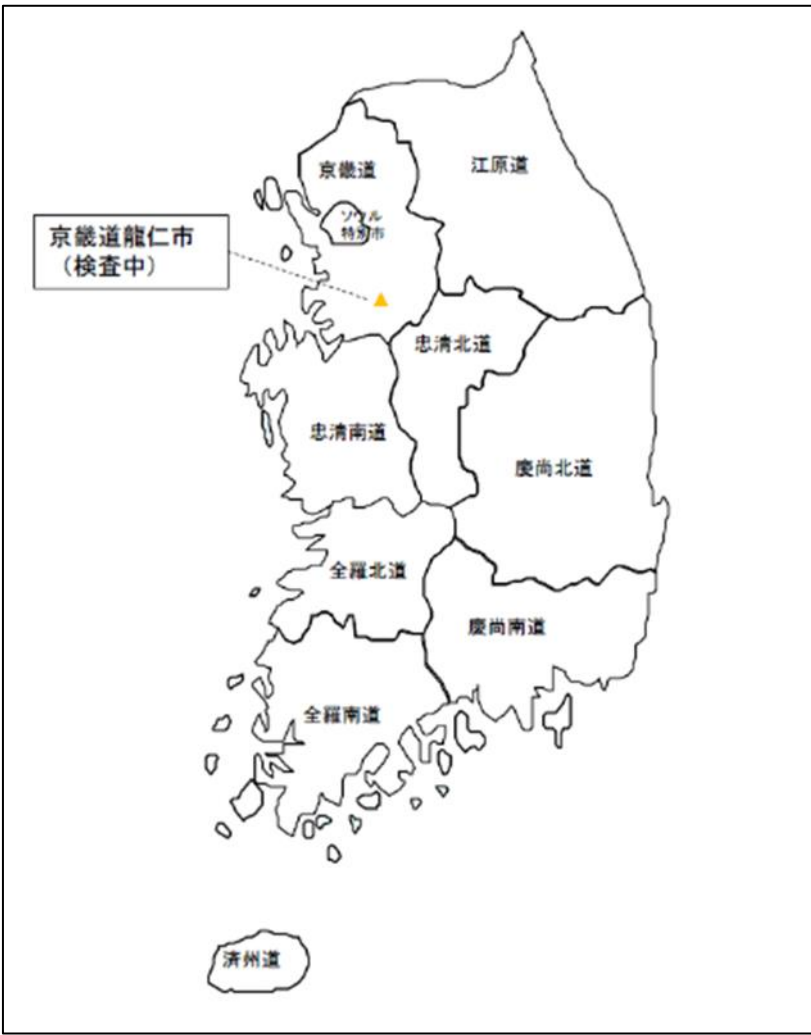 江原道
京畿道
ソウル
特別市
京畿道龍仁市
（検査中）
忠清北道
忠清南道
慶尚北道
全羅北道
慶尚南道
全羅南道
済州道